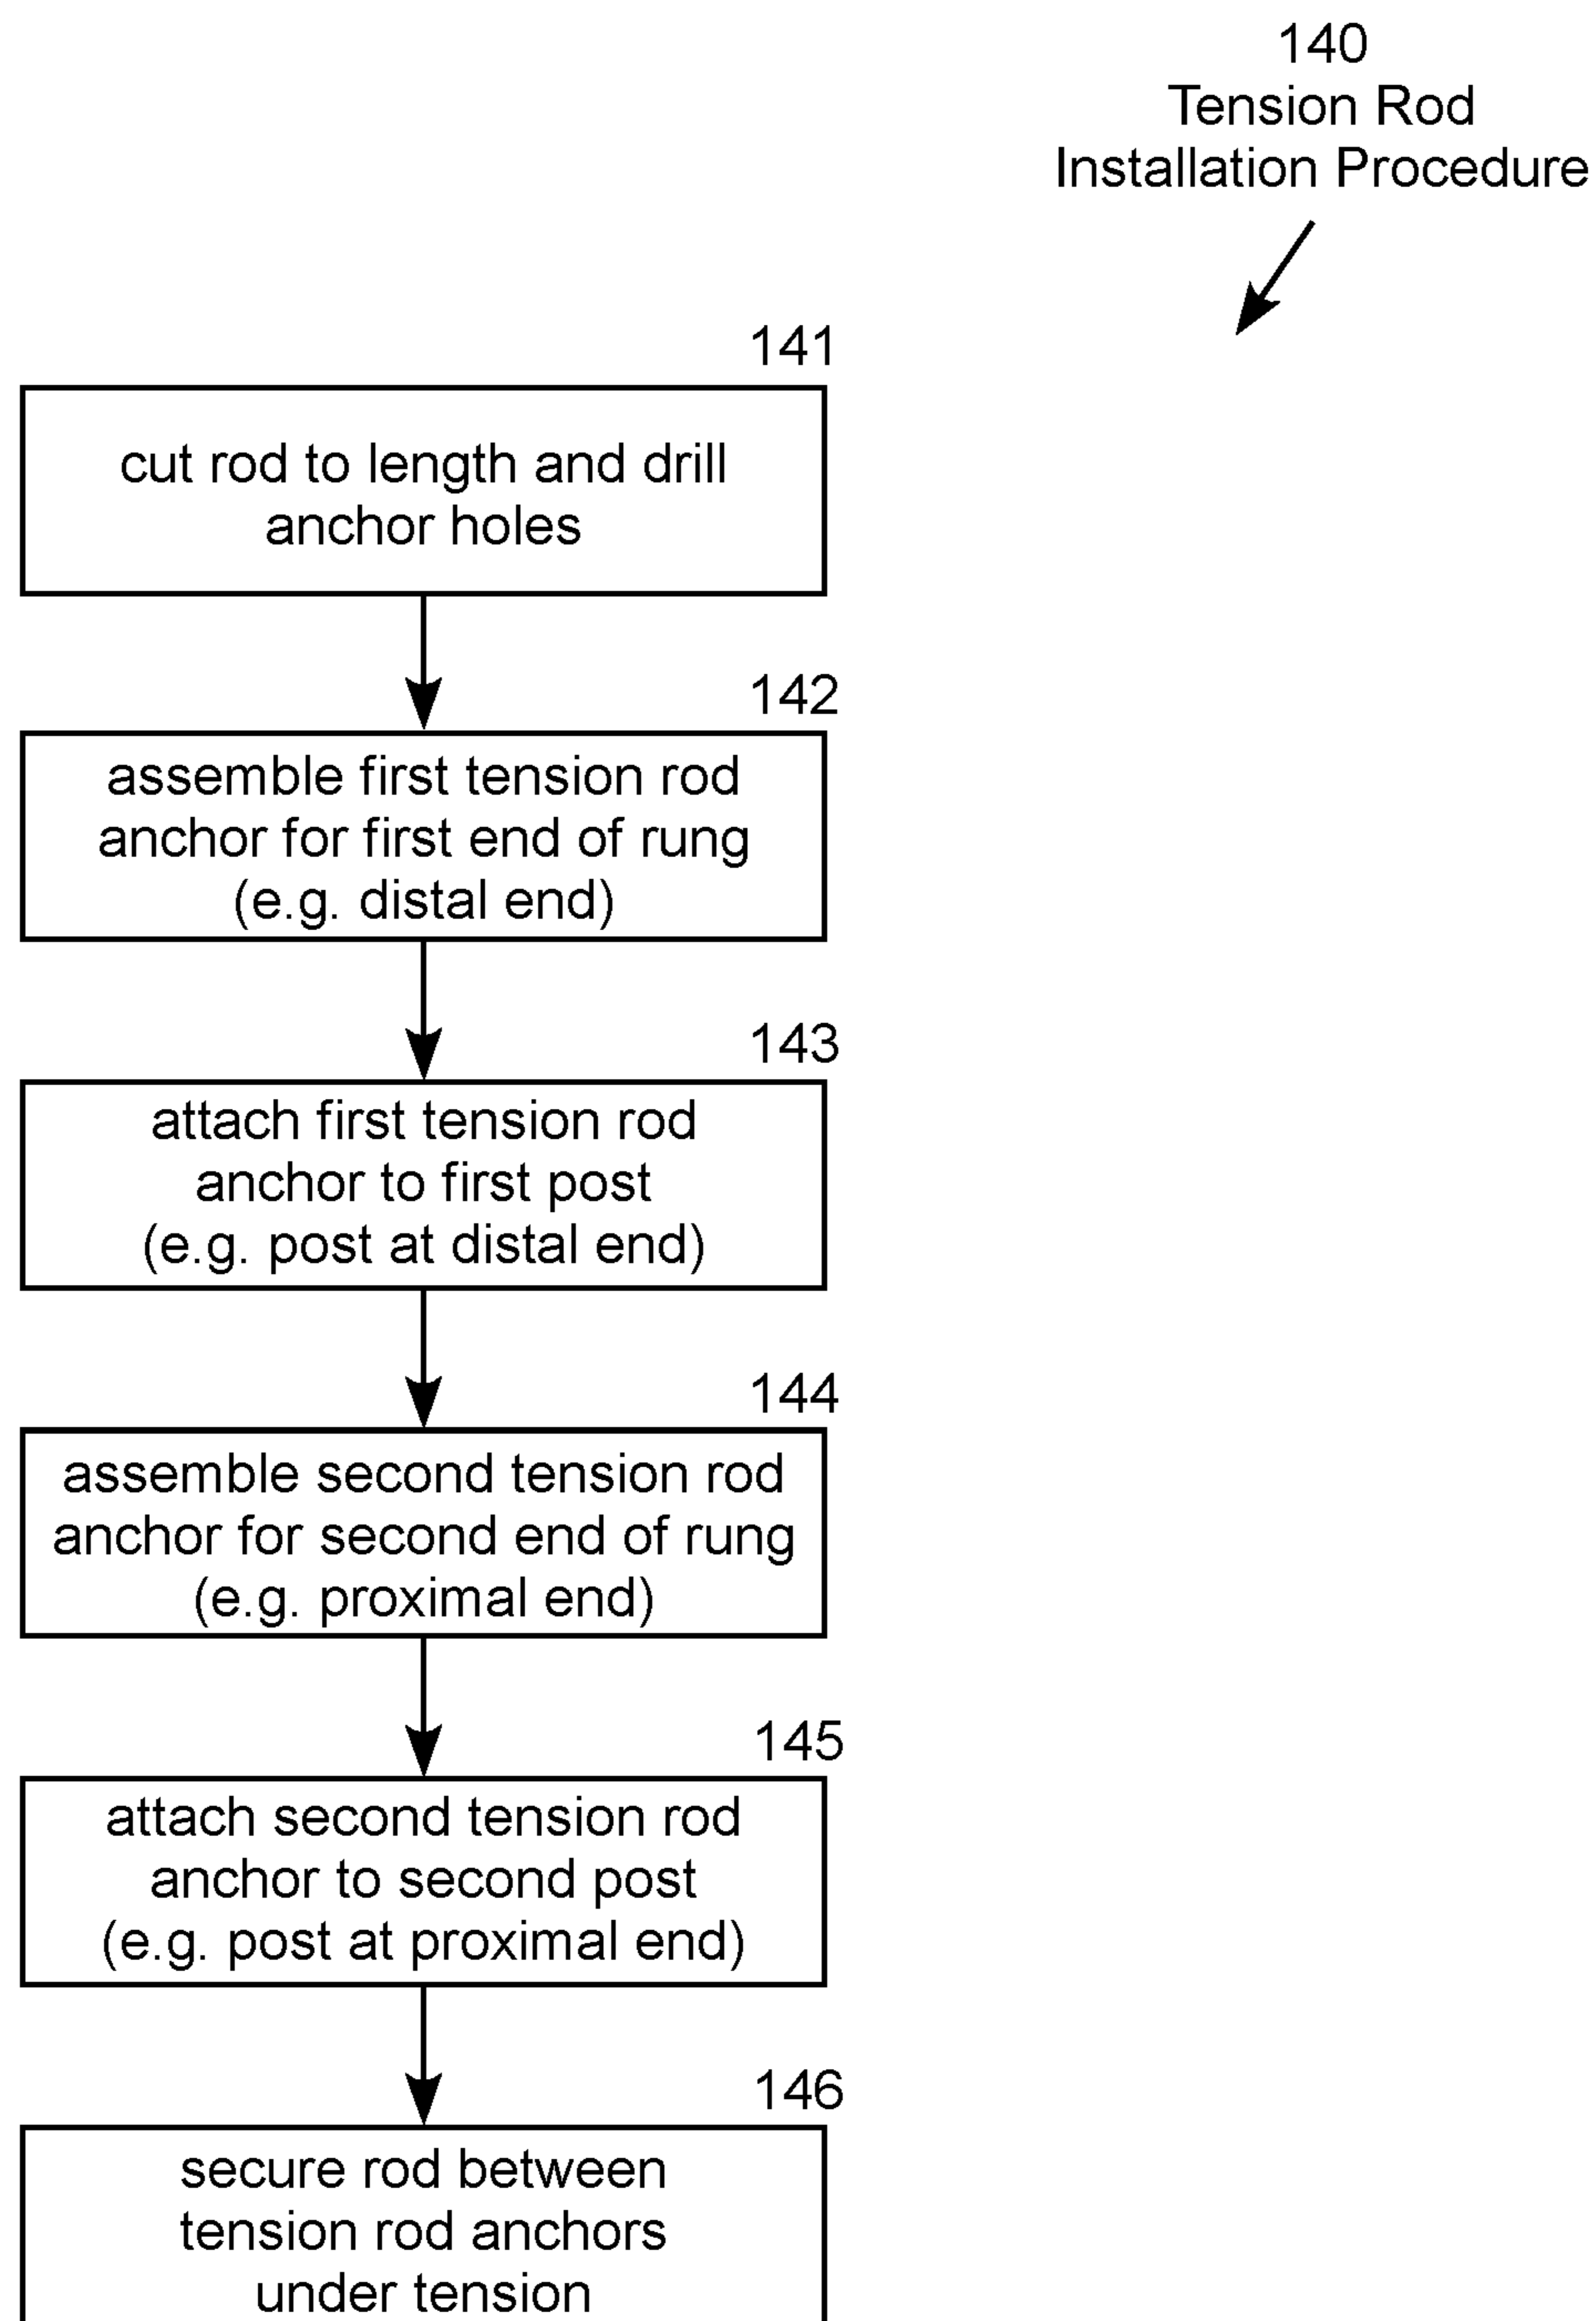 140
Tension Rod
Installation Procedure
141
cut rod to length and drill
anchor holes
142
assemble first tension rod
anchor for first end of rung
(e.g. distal end)
143
attach first tension rod
anchor to first post
(e.g. post at distal end)
144
assemble second tension rod
anchor for second end of rung
(e.g. proximal end)
145
attach second tension rod
anchor to second post
(e.g. post at proximal end)
146
secure rod between
tension rod anchors
under tension